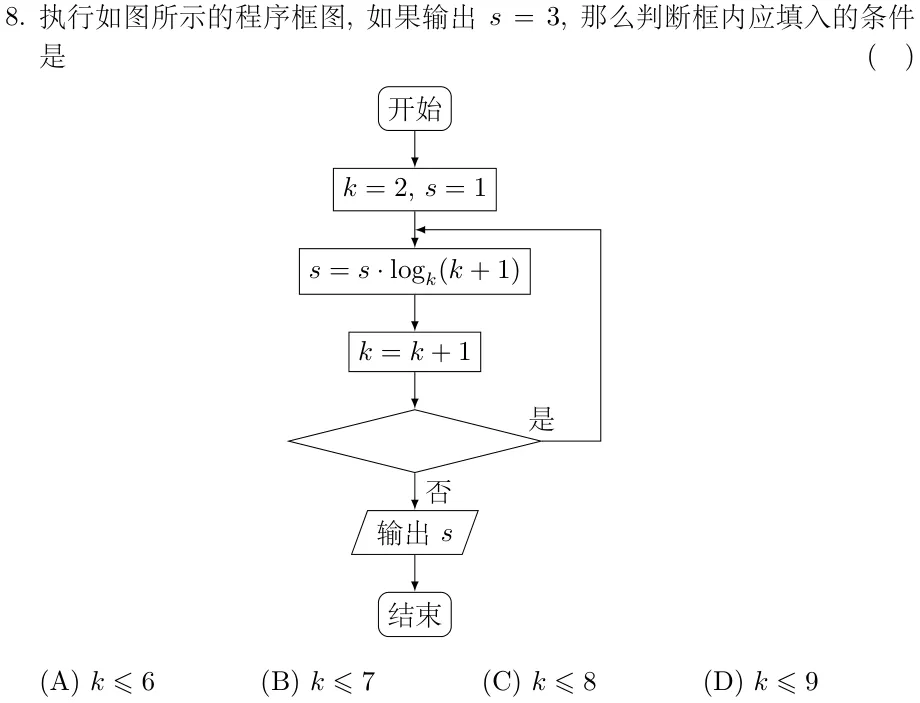 8. 执行如图所示的程序框图, 如果输出 s = 3, 那么判断框内应填入的条件
是 ( )
开始
k = 2, s = 1
s = s · logₖ(k + 1)
k = k + 1
是
否
输出 s
结束
(A) k ⩽ 6 (B) k ⩽ 7 (C) k ⩽ 8 (D) k ⩽ 9